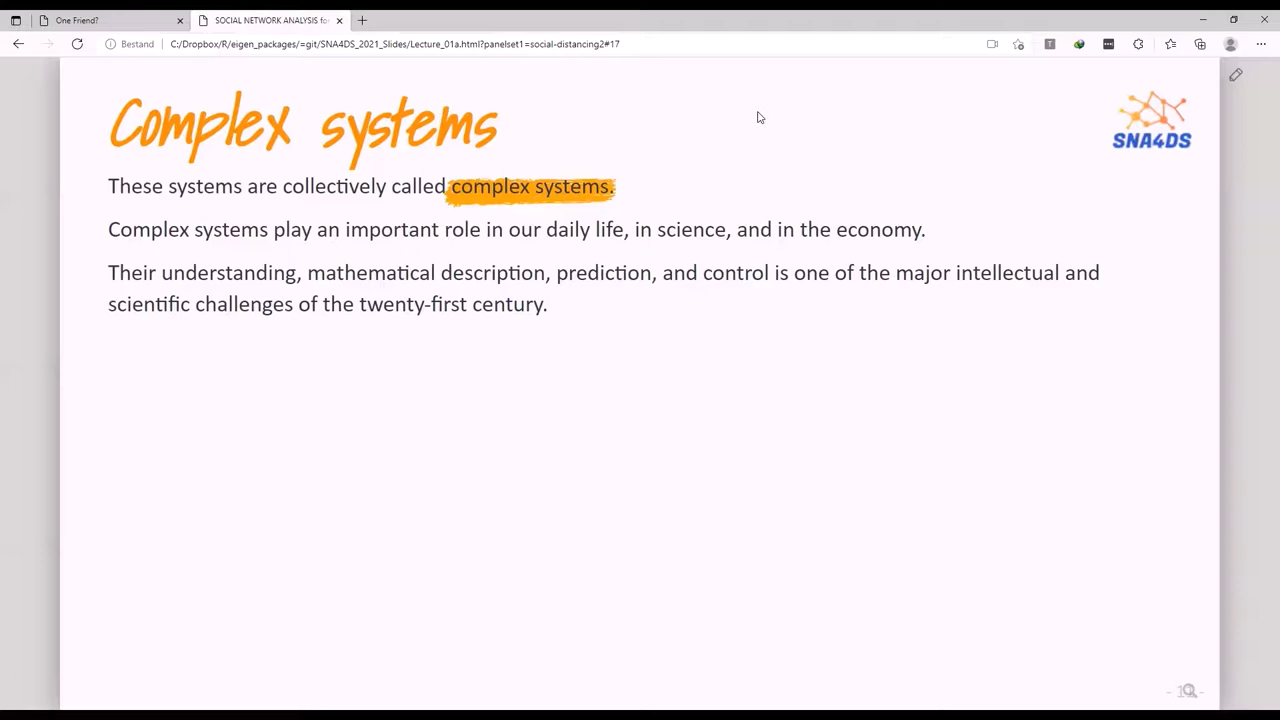 One Friend?
SOCIAL NETWORK ANALYSIS for
Bestand
C:/Dropbox/R/eigen_packages/=git/SNA4DS_2021_Slides/Lecture_01a.html?panelset1=social-distancing2#17
Complex systems
SNA4DS
These systems are collectively called complex systems.
Complex systems play an important role in our daily life, in science, and in the economy.
Their understanding, mathematical description, prediction, and control is one of the major intellectual and
scientific challenges of the twenty-first century.